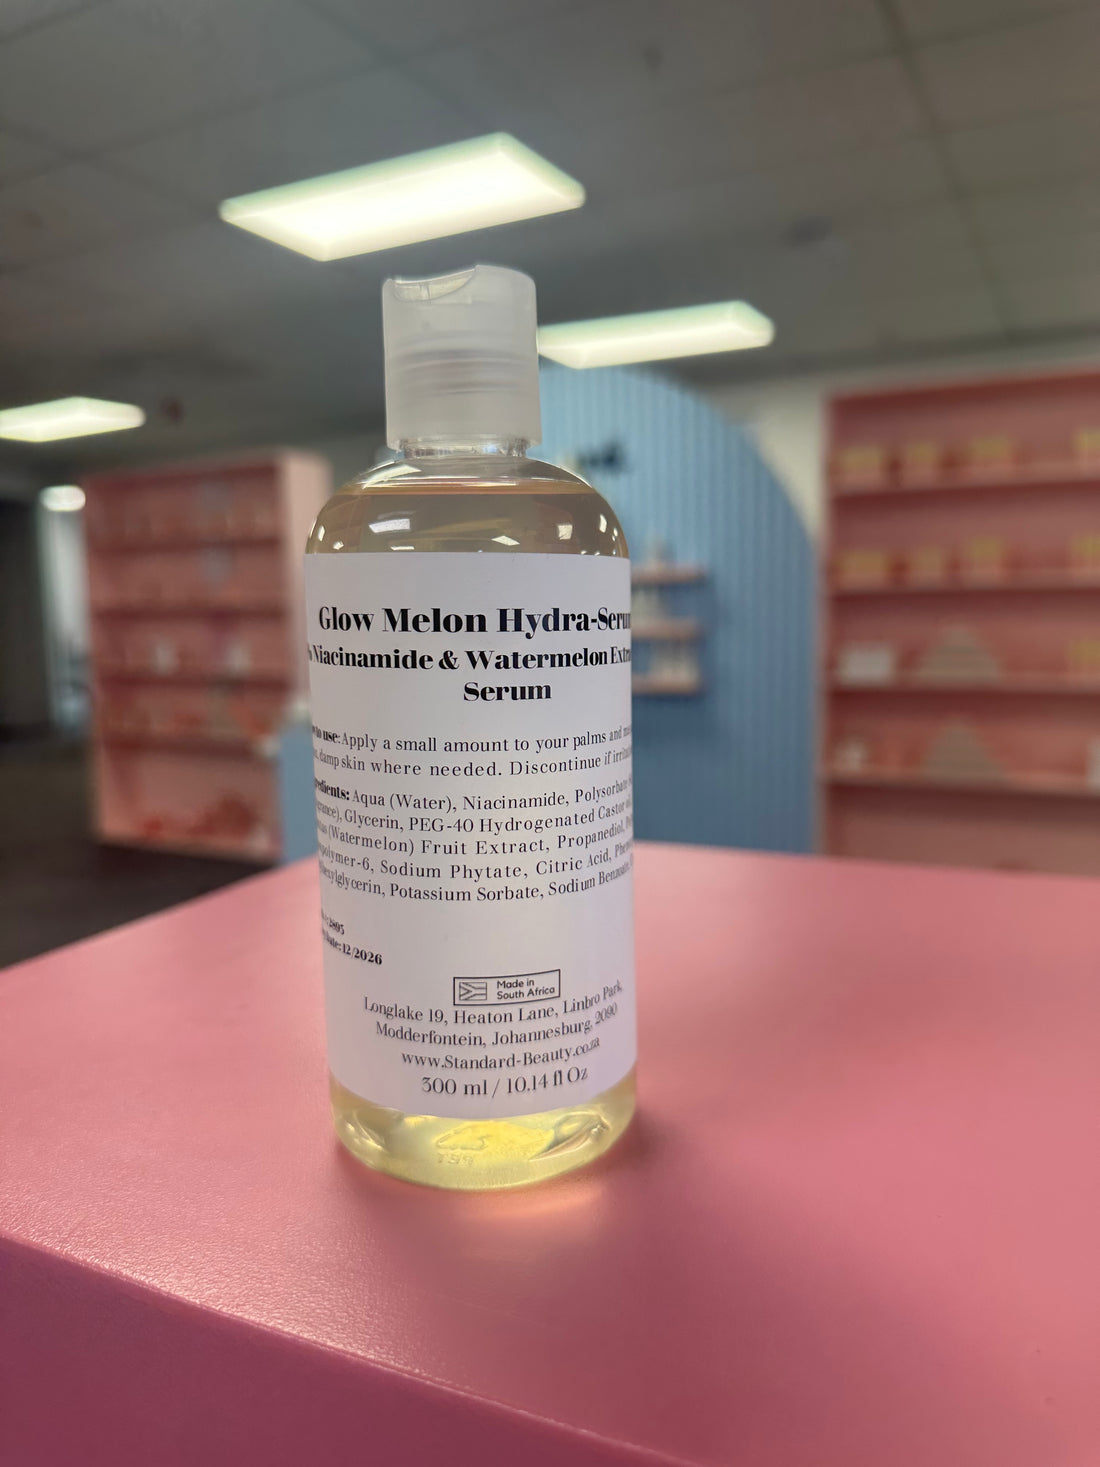 Glow Melon Hydra-Serum
Niacinamide & Watermelon
Serum
use: Apply a small amount to your palms and
damp skin where needed. Discontinue if
Aqua (Water), Niacinamide,
Glycerin, PEG-40 Hydrogenated Castor
(Watermelon) Fruit Extract, Propanediol,
Sodium Phytate, Citric Acid,
Potassium Sorbate, Sodium
12/2026
Made in
South Africa
Longlake 19, Heaton Lane, Linbro Park,
Modderfontein, Johannesburg, 2090
www.Standard-Beauty.co.za
300 ml / 10.14 fl Oz